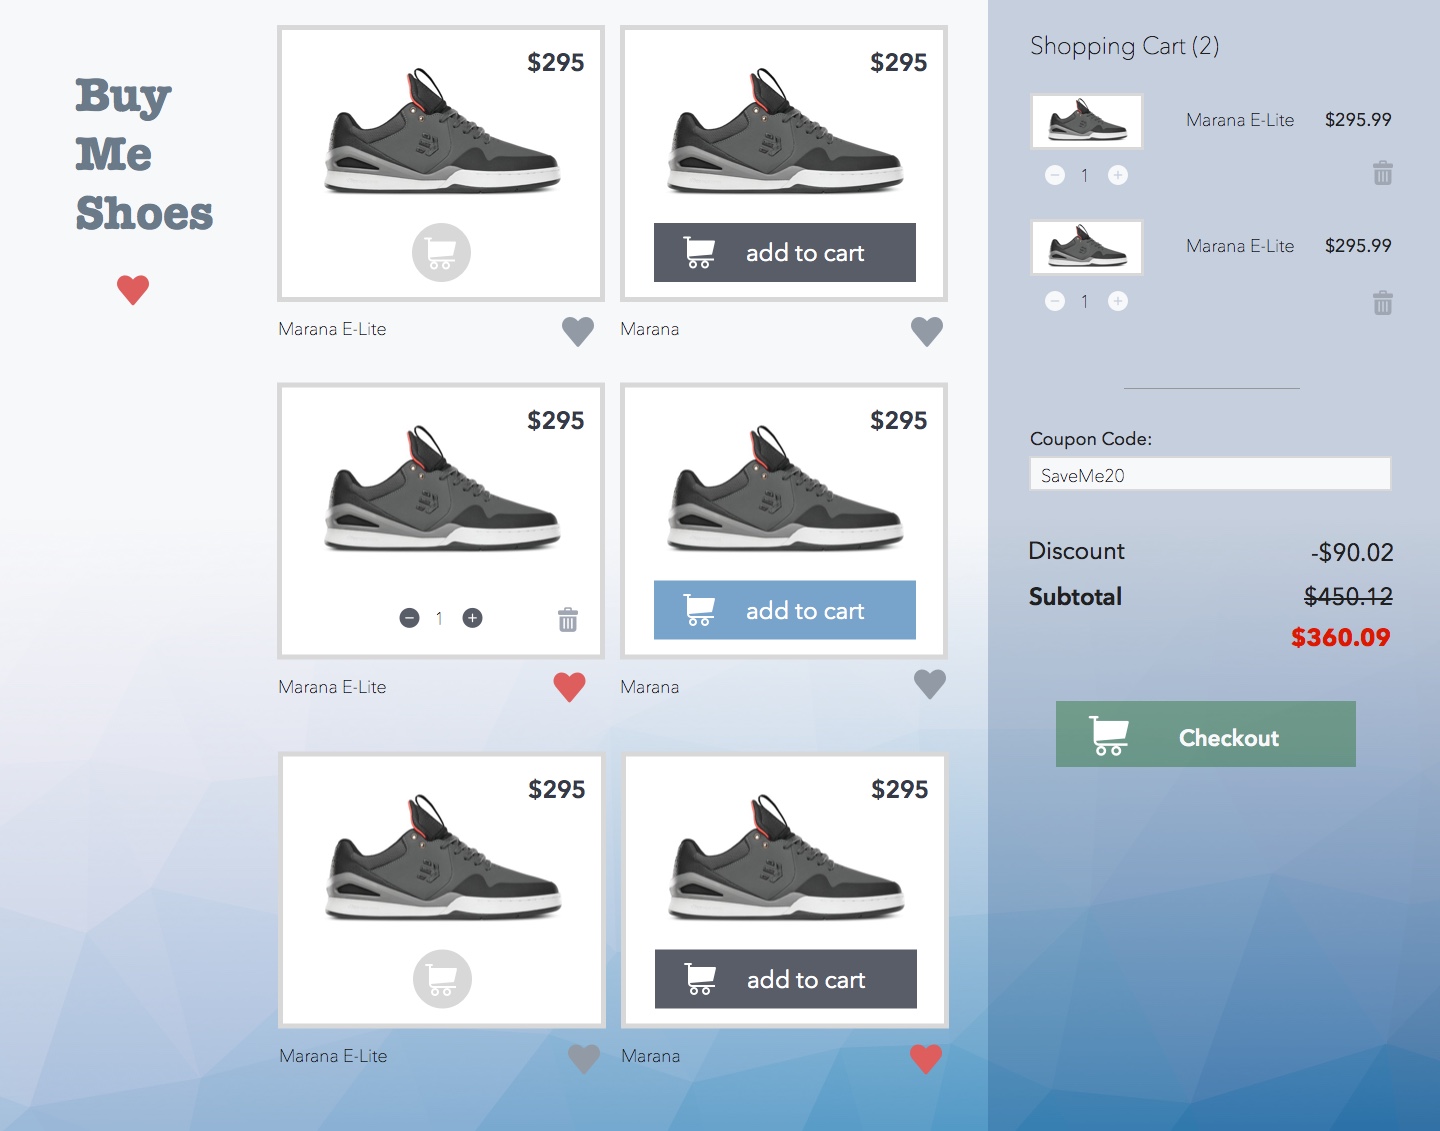 Buy
Me
Shoes
$295
Marana E-Lite
$295
add to cart
Marana
$295
1
Marana E-Lite
$295
add to cart
Marana
$295
Marana E-Lite
$295
add to cart
Marana
Shopping Cart (2)
Marana E-Lite $295.99
1
Marana E-Lite $295.99
1
Coupon Code:
SaveMe20
Discount -$90.02
Subtotal $450.12
$360.09
Checkout